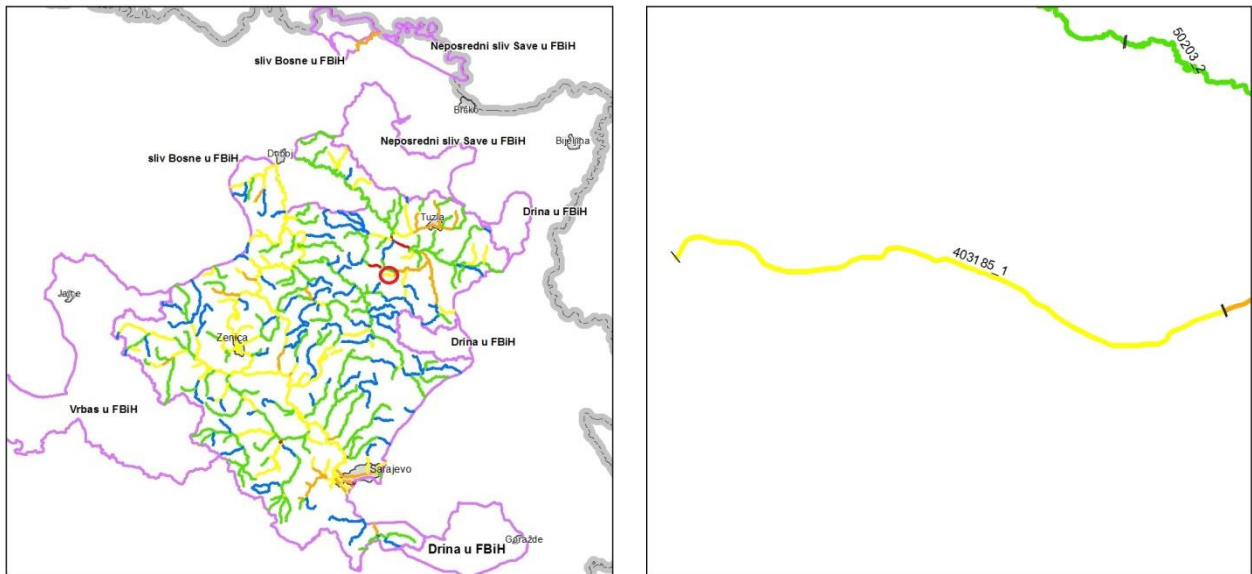 Neposredni sliv Save u FBiH
sliv Bosne u FBiH
Brčko
Bijeljina
Neposredni sliv Save u FBiH
Doboj
sliv Bosne u FBiH
Drina u FBiH
Tuzla
Jajce
Zenica
Drina u FBiH
Vrbas u FBiH
Sarajevo
Drina u FBiH
Goražde
50203_2
403185_1